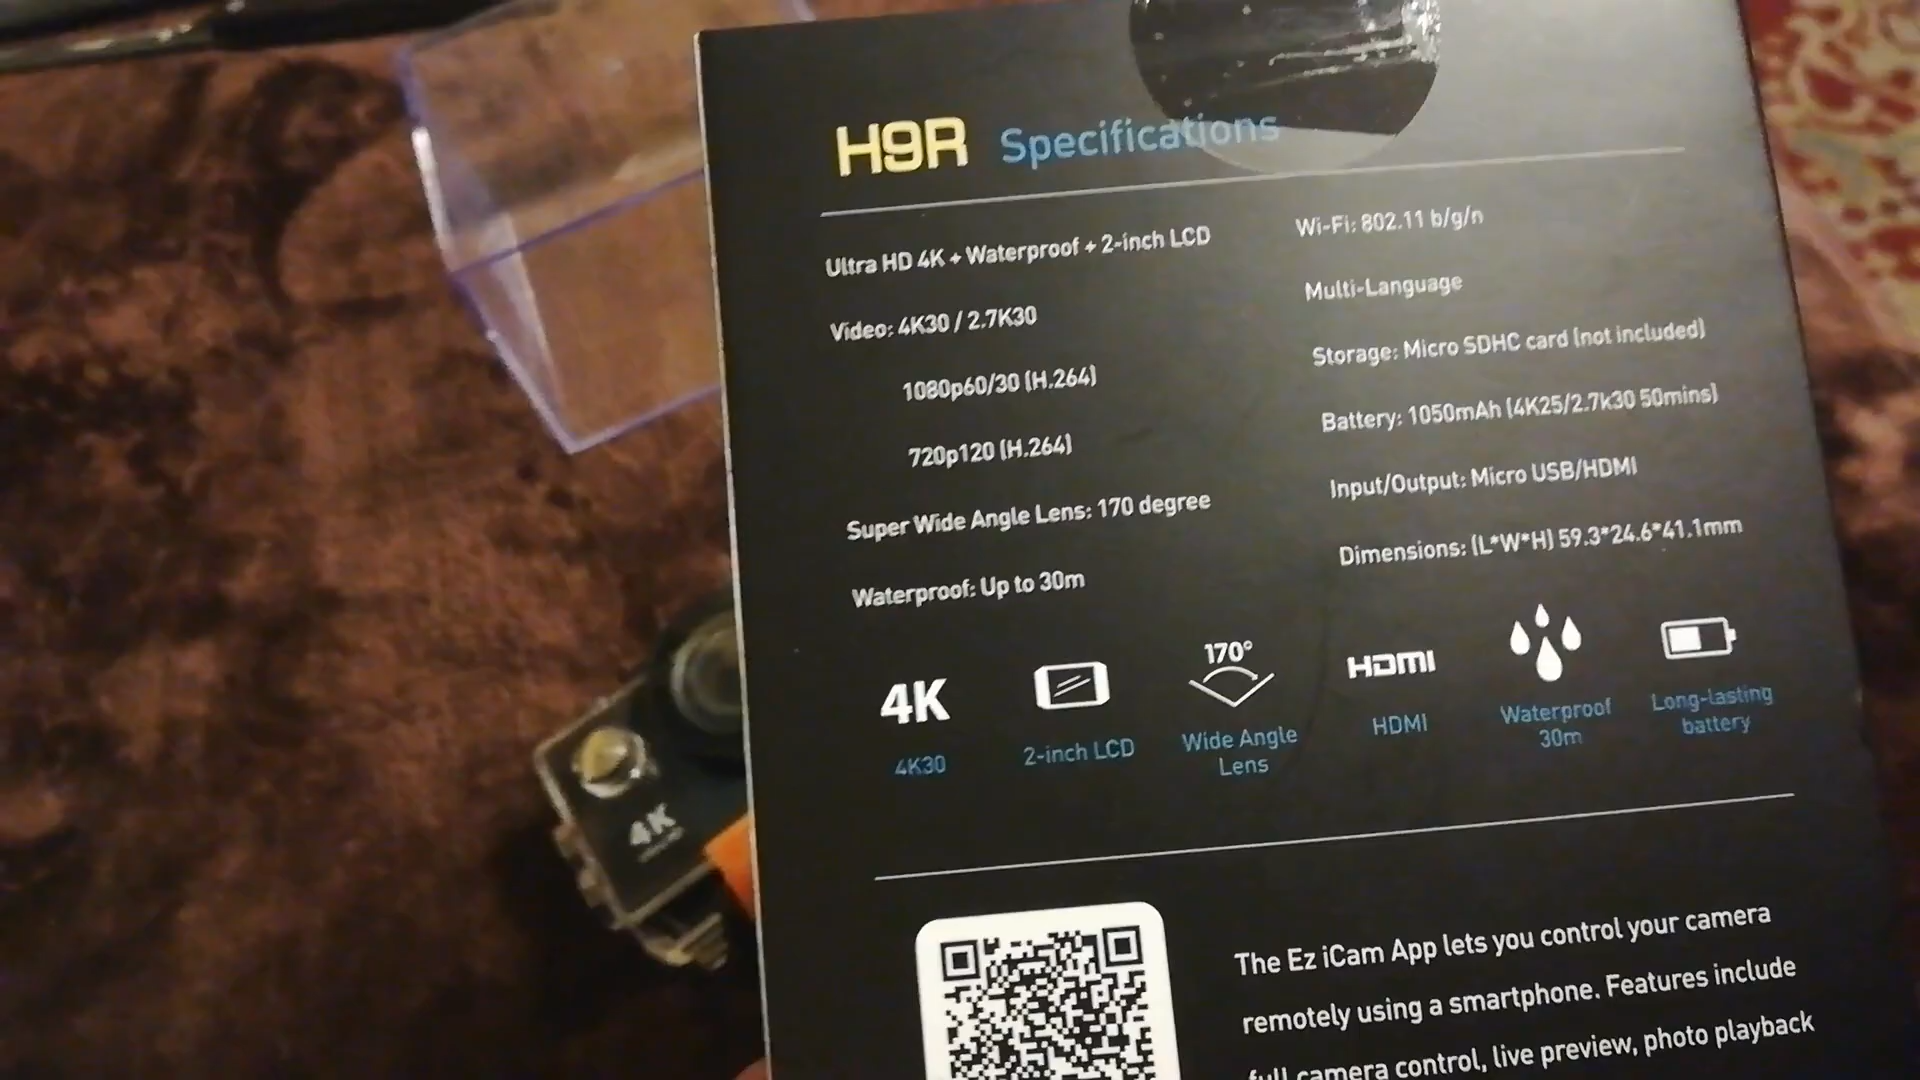 H9R Specifications
Ultra HD 4K + Waterproof + 2-inch LCD
Video: 4K30 / 2.7K30
1080p60/30 (H.264)
720p120 (H.264)
Super Wide Angle Lens: 170 degree
Waterproof: Up to 30m
Wi-Fi: 802.11 b/g/n
Multi-Language
Storage: Micro SDHC card (not included)
Battery: 1050mAh (4K25/2.7k30 50mins)
Input/Output: Micro USB/HDMI
Dimensions: (L*W*H) 59.3*24.6*41.1mm
4K
170°
HDMI
4K30
2-inch LCD
Wide Angle
Lens
HDMI
Waterproof
30m
Long-lasting
battery
4K
The Ez iCam App lets you control your camera
remotely using a smartphone. Features include
full camera control, live preview, photo playback